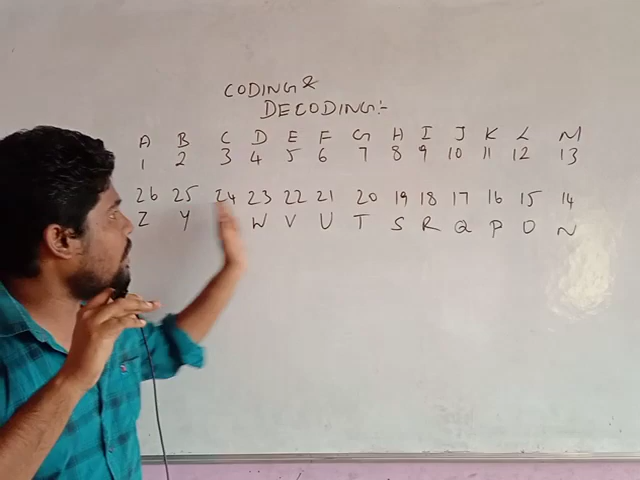 CODING &
DECODING:-
A B C D E F G H I J K L M
1 2 3 4 5 6 7 8 9 10 11 12 13
26 25 24 23 22 21 20 19 18 17 16 15 14
Z Y W V U T S R Q P O N